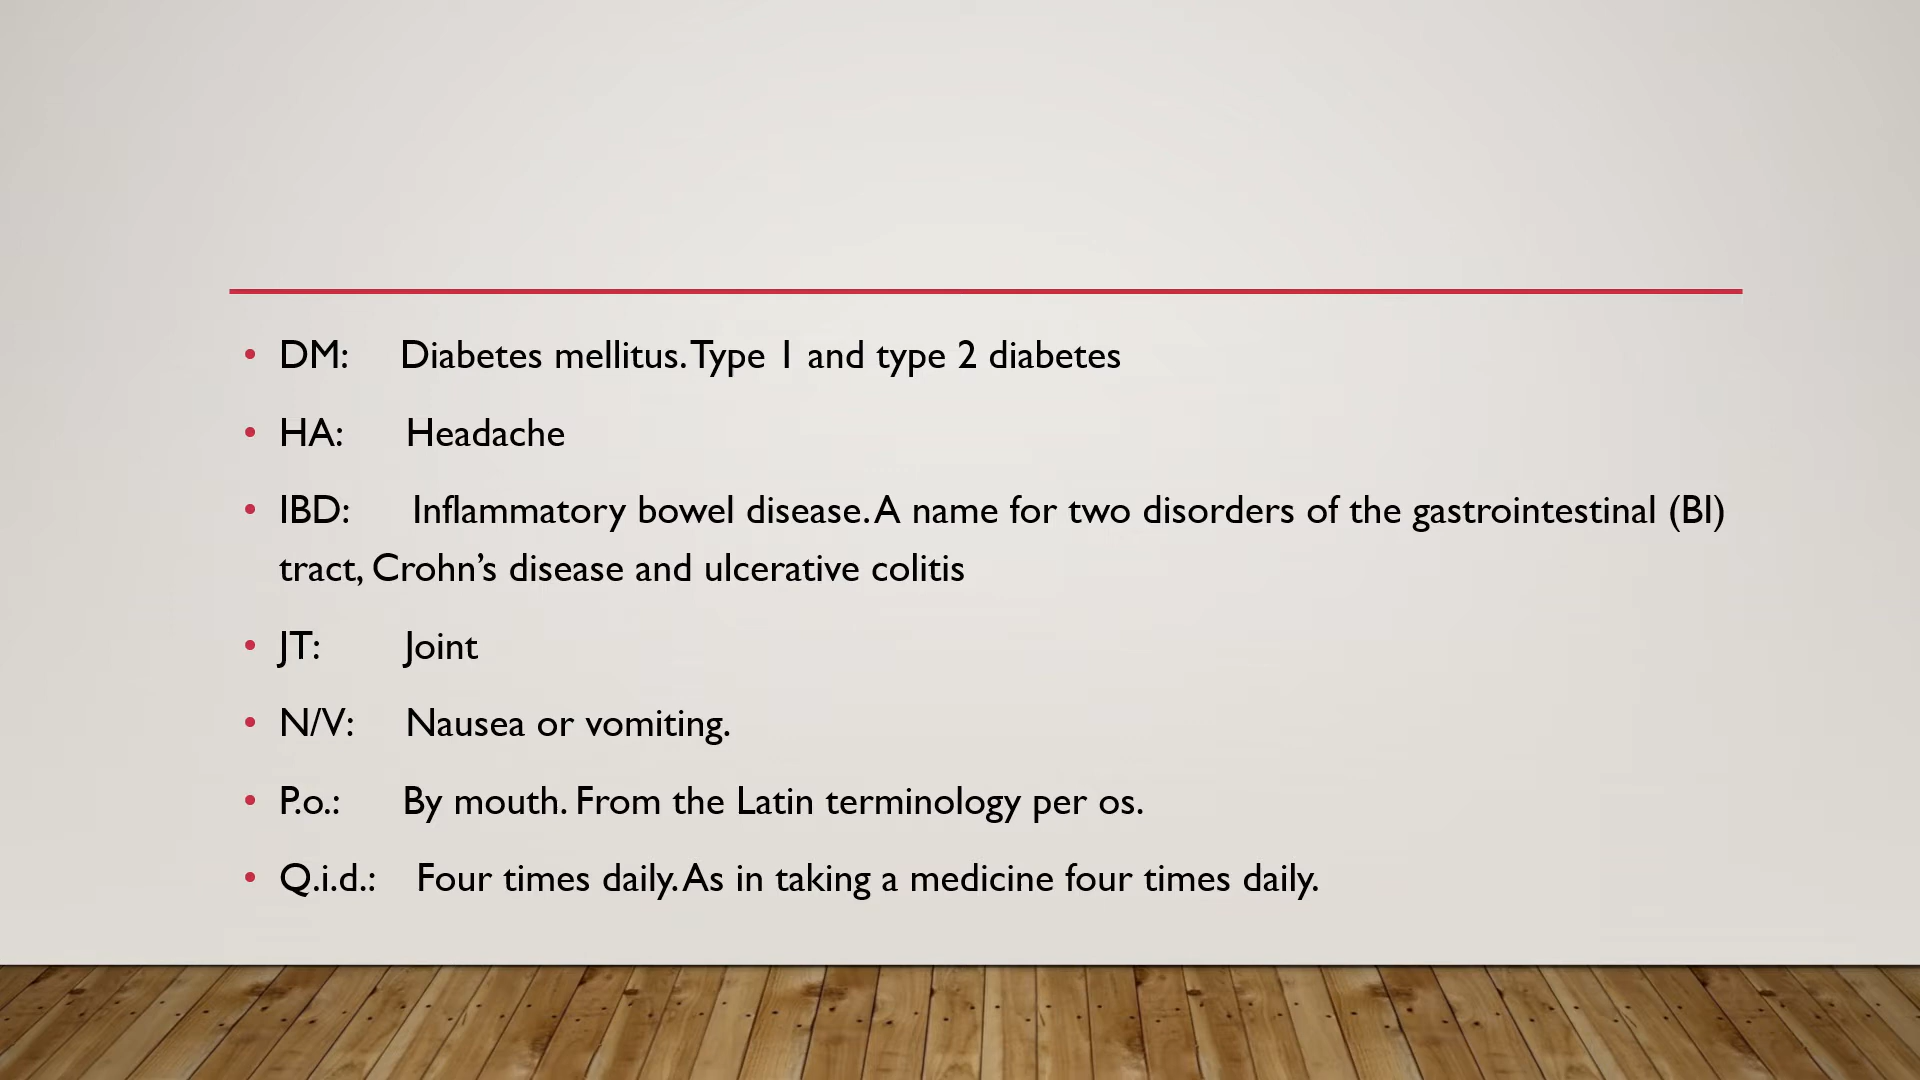 • DM: Diabetes mellitus. Type 1 and type 2 diabetes
• HA: Headache
• IBD: Inflammatory bowel disease. A name for two disorders of the gastrointestinal (BI)
tract, Crohn’s disease and ulcerative colitis
• JT: Joint
• N/V: Nausea or vomiting.
• P.o.: By mouth. From the Latin terminology per os.
• Q.i.d.: Four times daily. As in taking a medicine four times daily.